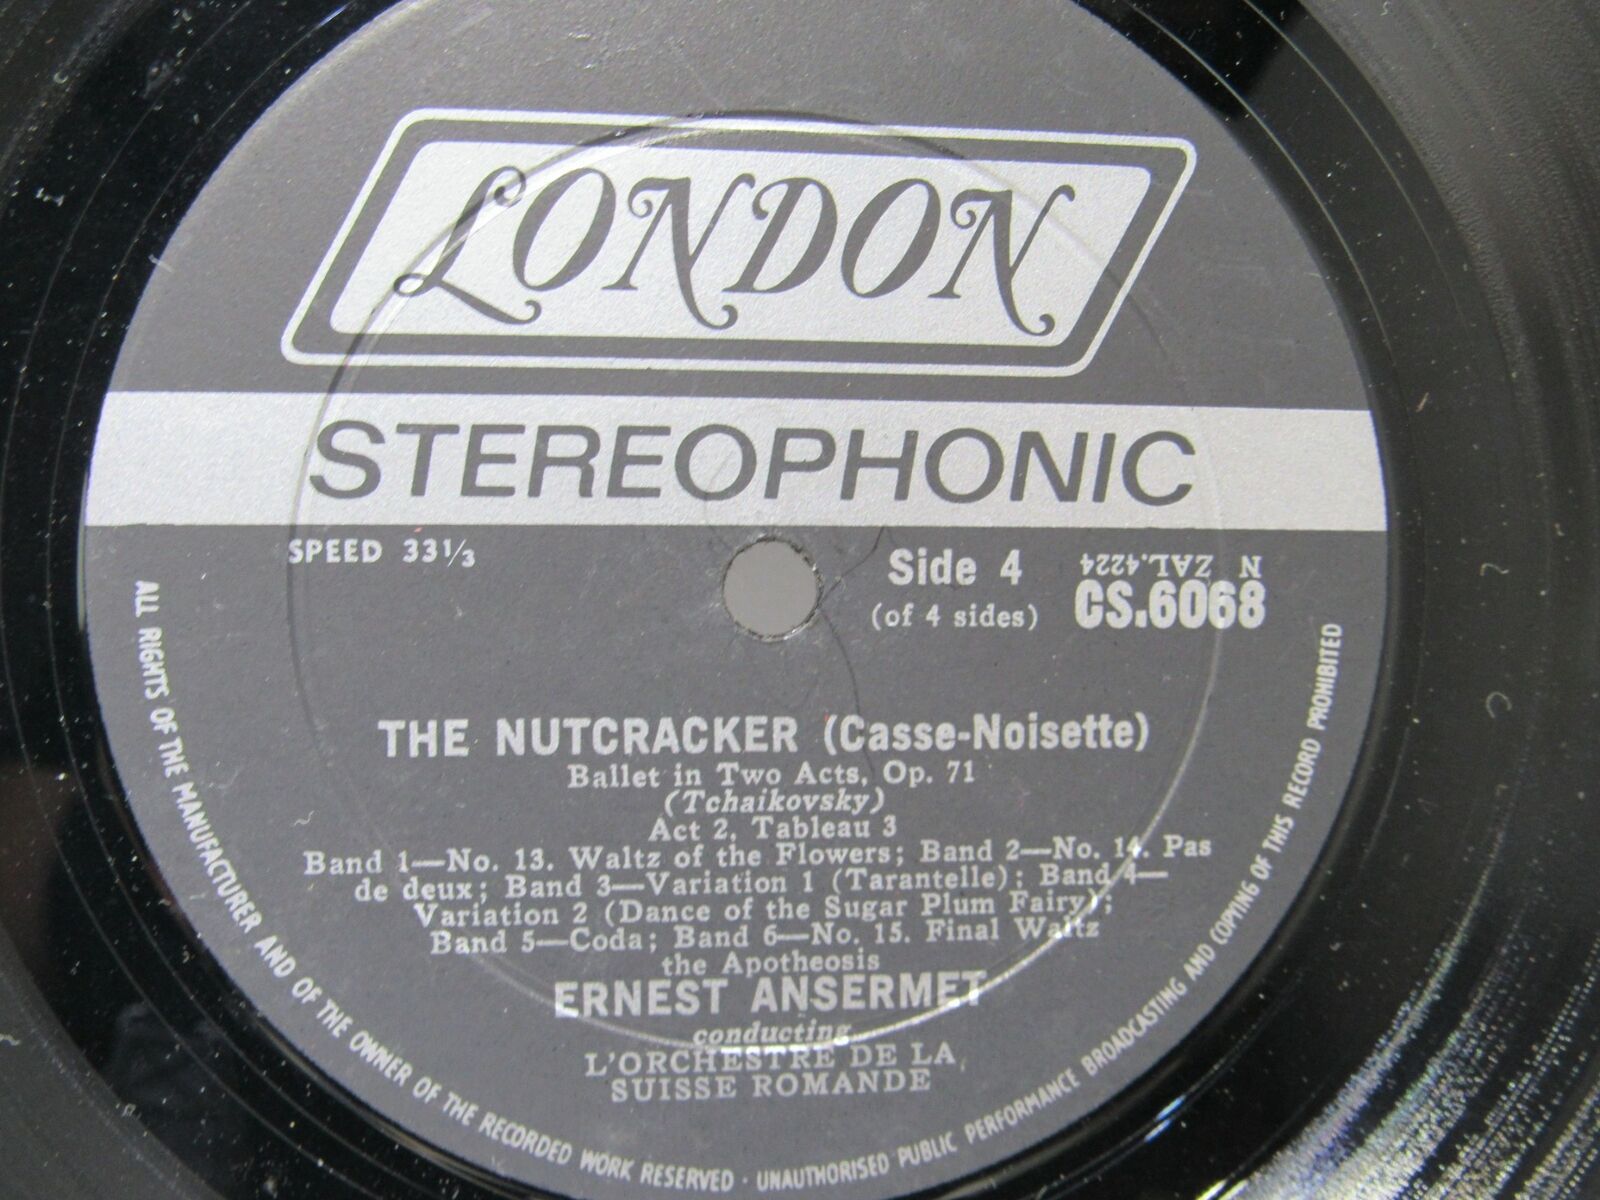 LONDON
STEREOPHONIC
SPEED 33 1/3
Side 4
(of 4 sides)
N ZAL.4224
CS.6068
THE NUTCRACKER (Casse-Noisette)
Ballet in Two Acts, Op. 71
(Tchaikovsky)
Act 2, Tableau 3
Band 1—No. 13. Waltz of the Flowers; Band 2—No. 14. Pas
de deux; Band 3—Variation 1 (Tarantelle); Band 4—
Variation 2 (Dance of the Sugar Plum Fairy);
Band 5—Coda; Band 6—No. 15. Final Waltz
the Apotheosis
ERNEST ANSERMET
conducting
L'ORCHESTRE DE LA
SUISSE ROMANDE
ALL RIGHTS OF THE MANUFACTURER AND OF THE OWNER OF THE RECORDED WORK RESERVED · UNAUTHORISED PUBLIC PERFORMANCE BROADCASTING AND COPYING OF THIS RECORD PROHIBITED